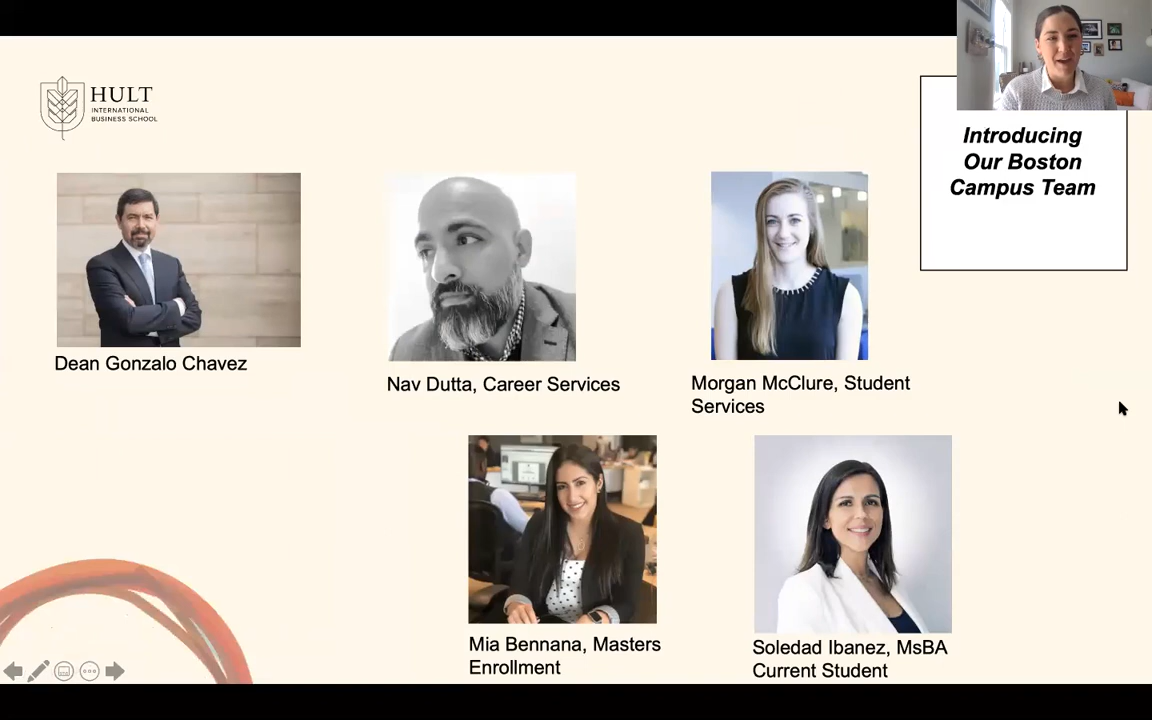 HULT
INTERNATIONAL
BUSINESS SCHOOL
Introducing
Our Boston
Campus Team
Dean Gonzalo Chavez
Nav Dutta, Career Services
Morgan McClure, Student
Services
Mia Bennana, Masters
Enrollment
Soledad Ibanez, MsBA
Current Student